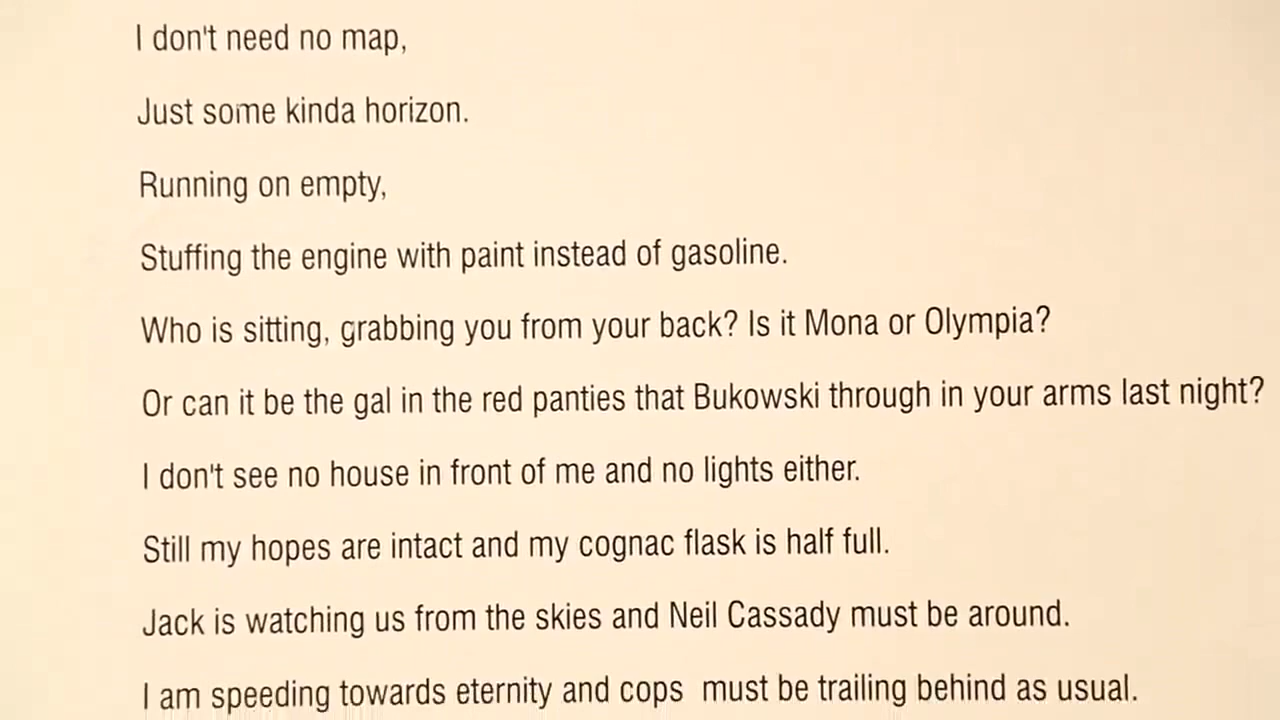 I don't need no map,
Just some kinda horizon.
Running on empty,
Stuffing the engine with paint instead of gasoline.
Who is sitting, grabbing you from your back? Is it Mona or Olympia?
Or can it be the gal in the red panties that Bukowski through in your arms last night?
I don't see no house in front of me and no lights either.
Still my hopes are intact and my cognac flask is half full.
Jack is watching us from the skies and Neil Cassady must be around.
I am speeding towards eternity and cops  must be trailing behind as usual.